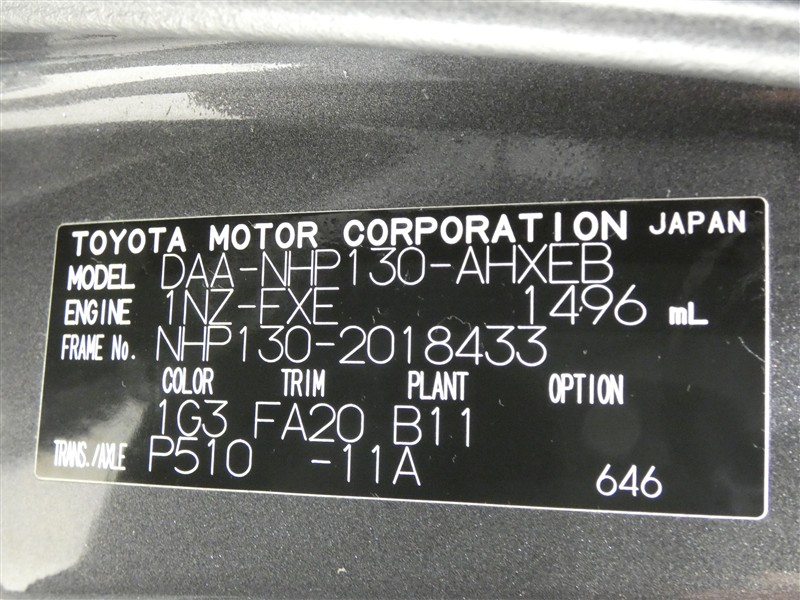 TOYOTA MOTOR CORPORATION JAPAN
MODEL DAA-NHP130-AHXEB
ENGINE 1NZ-FXE 1496 mL
FRAME No. NHP130-2018433
COLOR TRIM PLANT OPTION
1G3 FA20 B11
TRANS./AXLE P510 -11A
646